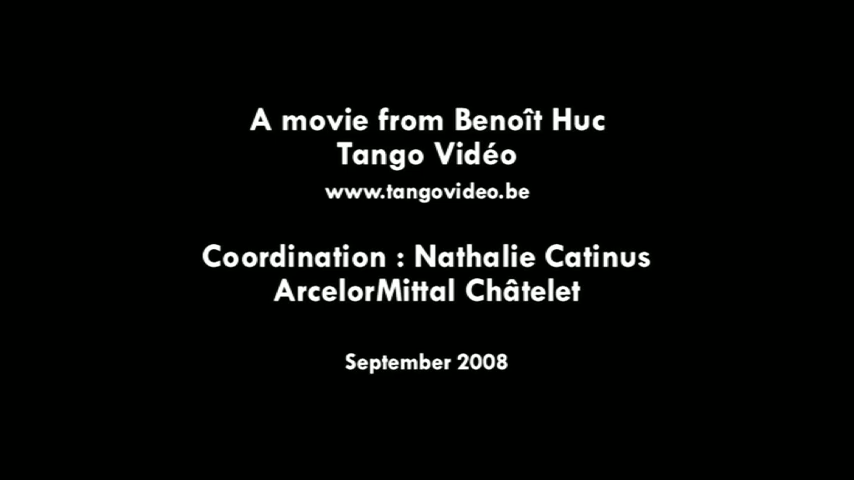 A movie from Benoît Huc
Tango Vidéo
www.tangovideo.be
Coordination : Nathalie Catinus
ArcelorMittal Châtelet
September 2008